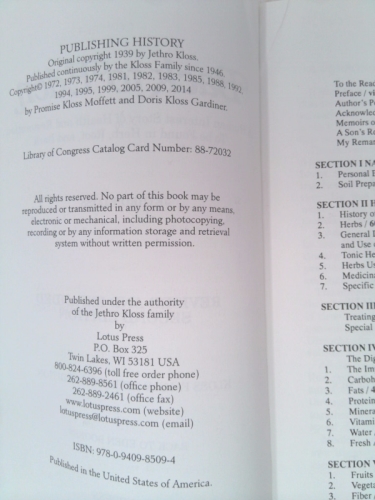 PUBLISHING HISTORY
Original copyright 1939 by Jethro Kloss.
Published continuously by the Kloss Family since 1946.
Copyright© 1972, 1973, 1974, 1981, 1982, 1983, 1985, 1988, 1992,
1994, 1995, 1999, 2005, 2009, 2014
by Promise Kloss Moffett and Doris Kloss Gardiner.
Library of Congress Catalog Card Number: 88-72032
All rights reserved. No part of this book may be
reproduced or transmitted in any form or by any means,
electronic or mechanical, including photocopying,
recording or by any information storage and retrieval
system without written permission.
Published under the authority
of the Jethro Kloss family
by
Lotus Press
P.O. Box 325
Twin Lakes, WI 53181 USA
800-824-6396 (toll free order phone)
262-889-8561 (office phone)
262-889-2461 (office fax)
www.lotuspress.com (website)
lotuspress@lotuspress.com (email)
ISBN: 978-0-9409-8509-4
Published in the United States of America.
To the Read
Preface / vi
Author's P
Acknowle
Memoirs o
A Son's R
My Remar
SECTION I NA
1. Personal E
2. Soil Prepa
SECTION II H
1. History o
2. Herbs / 6
3. General I
and Use o
4. Tonic He
5. Herbs Us
6. Medicina
7. Specific
SECTION III
Treating
Special
SECTION IV
The Dig
1. The Im
2. Carboh
3. Fats / 4
4. Protein
5. Minera
6. Vitami
7. Water
8. Fresh
SECTION V
1. Fruits
2. Vegeta
3. Fiber